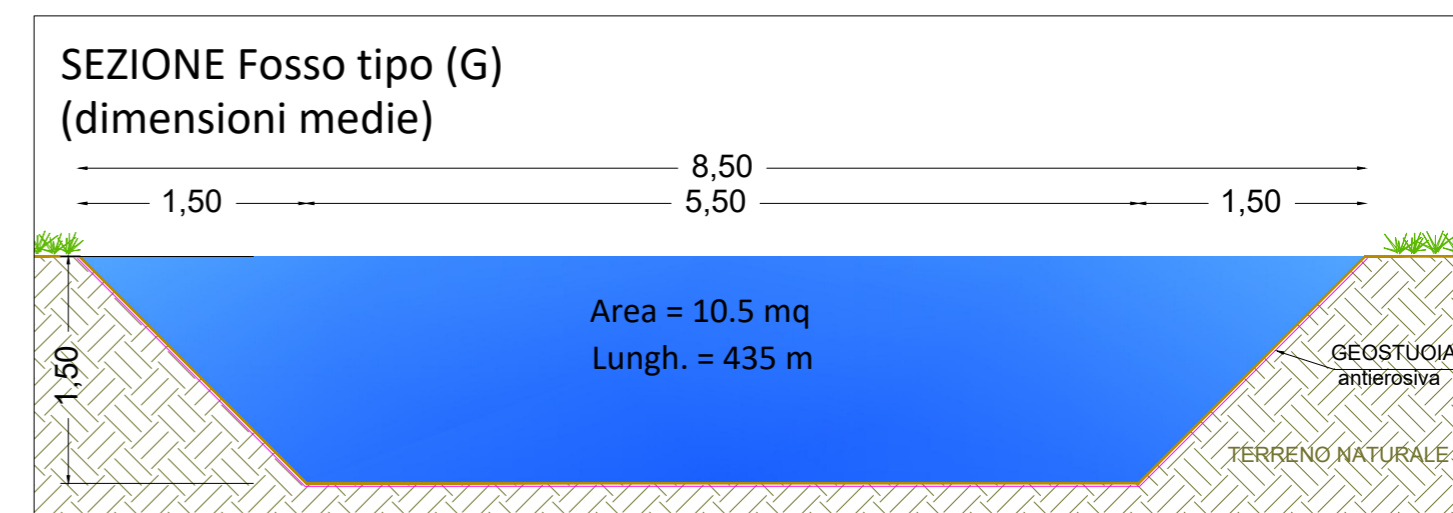 SEZIONE Fosso tipo (G)
(dimensioni medie)
8,50
1,50 5,50 1,50
Area = 10.5 mq
Lungh. = 435 m
1,50
GEOSTUOIA
antierosiva
TERRENO NATURALE